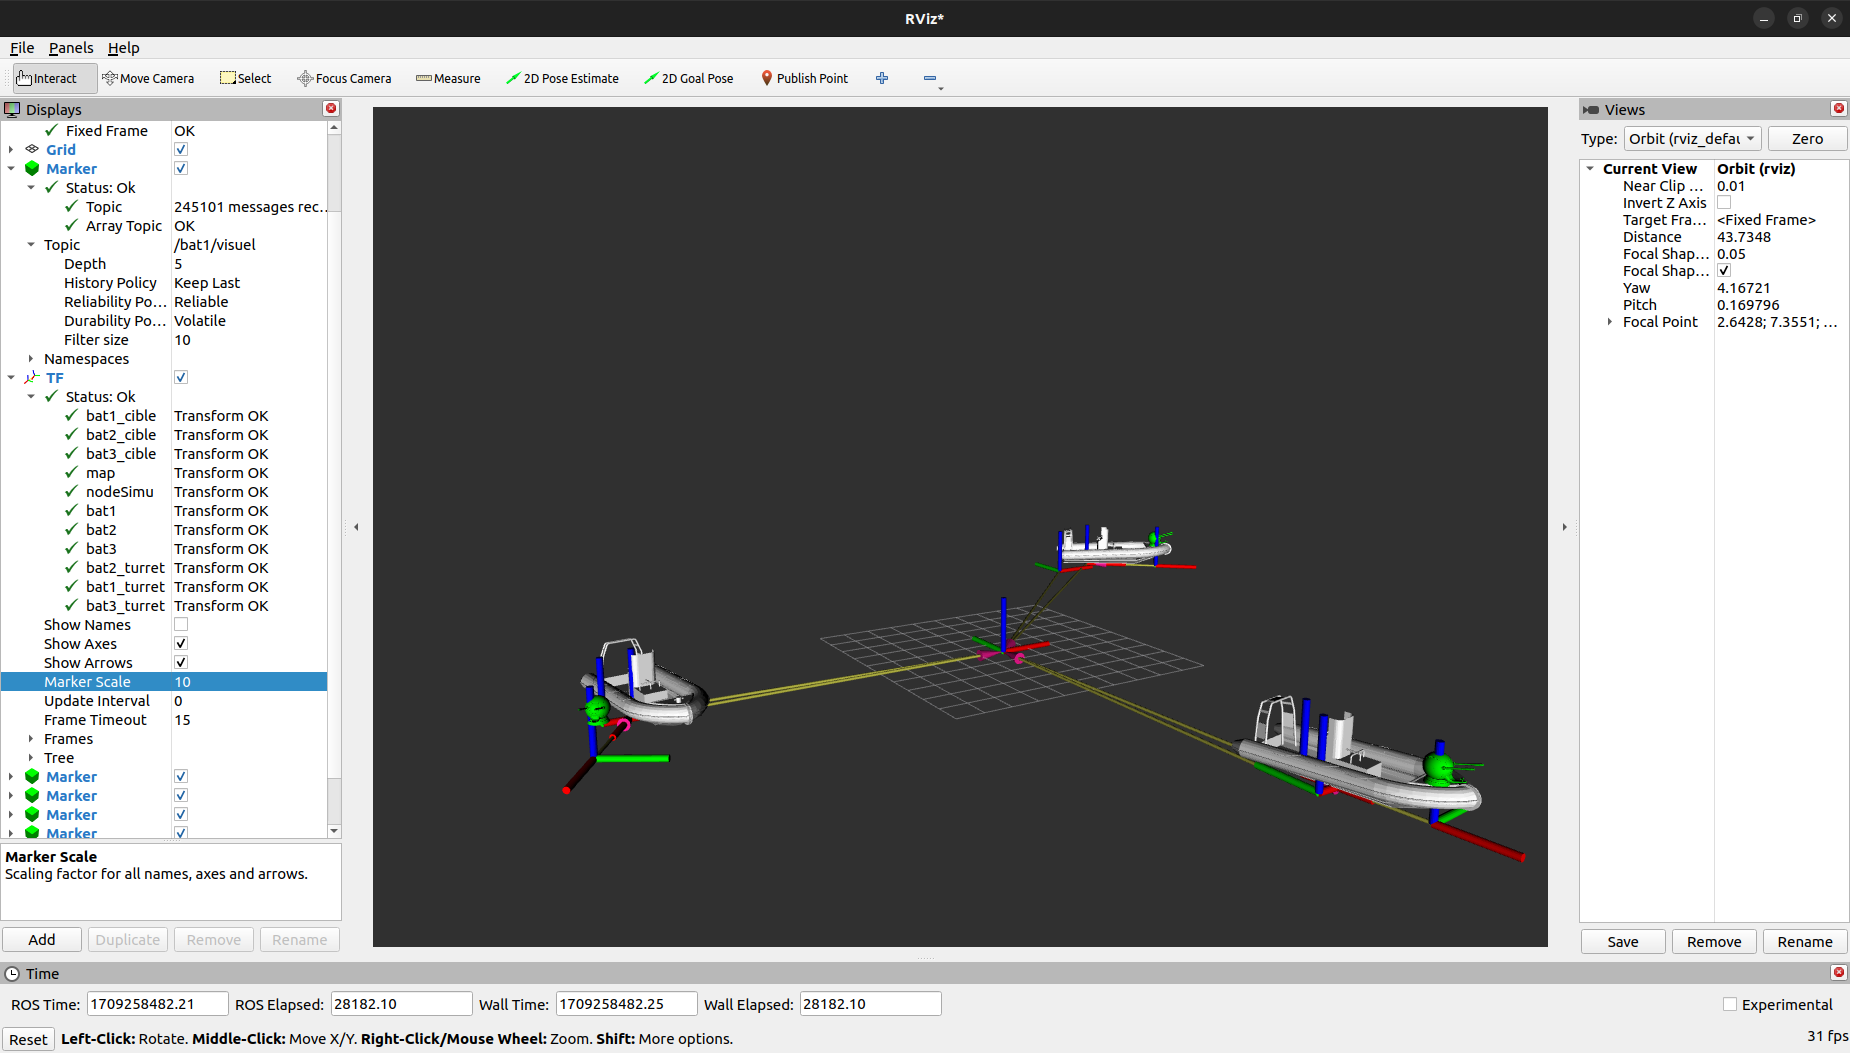 RViz*
File Panels Help
Interact Move Camera Select Focus Camera Measure 2D Pose Estimate 2D Goal Pose Publish Point
Displays
Fixed Frame OK
Grid
Marker
Status: Ok
Topic 245101 messages rec...
Array Topic OK
Topic /bat1/visuel
Depth 5
History Policy Keep Last
Reliability Po... Reliable
Durability Po... Volatile
Filter size 10
Namespaces
TF
Status: Ok
bat1_cible Transform OK
bat2_cible Transform OK
bat3_cible Transform OK
map Transform OK
nodeSimu Transform OK
bat1 Transform OK
bat2 Transform OK
bat3 Transform OK
bat2_turret Transform OK
bat1_turret Transform OK
bat3_turret Transform OK
Show Names
Show Axes
Show Arrows
Marker Scale 10
Update Interval 0
Frame Timeout 15
Frames
Tree
Marker
Marker
Marker
Marker
Marker Scale
Scaling factor for all names, axes and arrows.
Add Duplicate Remove Rename
Views
Type: Orbit (rviz_defau Zero
Current View Orbit (rviz)
Near Clip ... 0.01
Invert Z Axis
Target Fra... <Fixed Frame>
Distance 43.7348
Focal Shap... 0.05
Focal Shap...
Yaw 4.16721
Pitch 0.169796
Focal Point 2.6428; 7.3551; ...
Save Remove Rename
Time
ROS Time: 1709258482.21 ROS Elapsed: 28182.10 Wall Time: 1709258482.25 Wall Elapsed: 28182.10 Experimental
Reset Left-Click: Rotate. Middle-Click: Move X/Y. Right-Click/Mouse Wheel: Zoom. Shift: More options. 31 fps